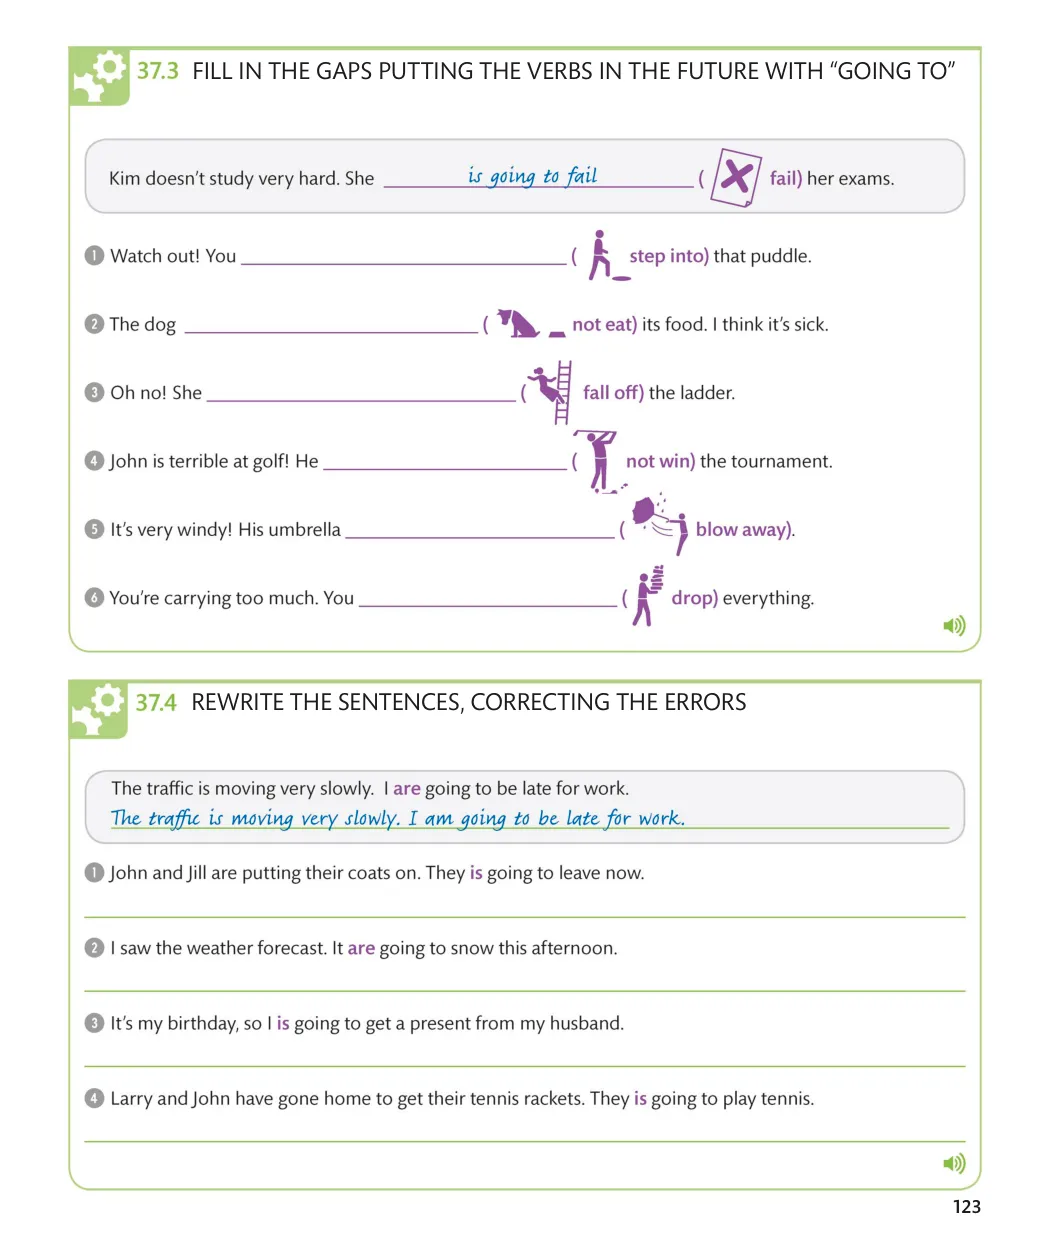 37.3 FILL IN THE GAPS PUTTING THE VERBS IN THE FUTURE WITH “GOING TO”
Kim doesn’t study very hard. She is going to fail ( fail) her exams.
1 Watch out! You ( step into) that puddle.
2 The dog ( not eat) its food. I think it’s sick.
3 Oh no! She ( fall off) the ladder.
4 John is terrible at golf! He ( not win) the tournament.
5 It’s very windy! His umbrella ( blow away).
6 You’re carrying too much. You ( drop) everything.
37.4 REWRITE THE SENTENCES, CORRECTING THE ERRORS
The traffic is moving very slowly. I are going to be late for work.
The traffic is moving very slowly. I am going to be late for work.
1 John and Jill are putting their coats on. They is going to leave now.
2 I saw the weather forecast. It are going to snow this afternoon.
3 It’s my birthday, so I is going to get a present from my husband.
4 Larry and John have gone home to get their tennis rackets. They is going to play tennis.
123